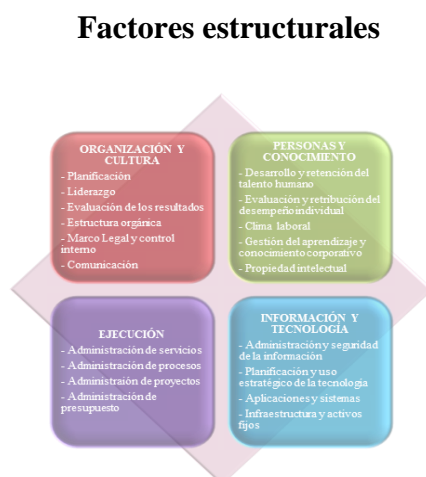 Factores estructurales
ORGANIZACIÓN Y
CULTURA
- Planificación
- Liderazgo
- Evaluación de los resultados
- Estructura orgánica
- Marco Legal y control
interno
- Comunicación
PERSONAS Y
CONOCIMIENTO
- Desarrollo y retención del
talento humano
- Evaluación y retribución del
desempeño individual
- Clima laboral
- Gestión del aprendizaje y
conocimiento corporativo
- Propiedad intelectual
EJECUCIÓN
- Administración de servicios
- Administración de procesos
- Administraión de proyectos
- Administración de
presupuesto
INFORMACIÓN Y
TECNOLOGÍA
- Administración y seguridad
de la información
- Planificación y uso
estratégico de la tecnología
- Aplicaciones y sistemas
- Infraestructura y activos
fijos